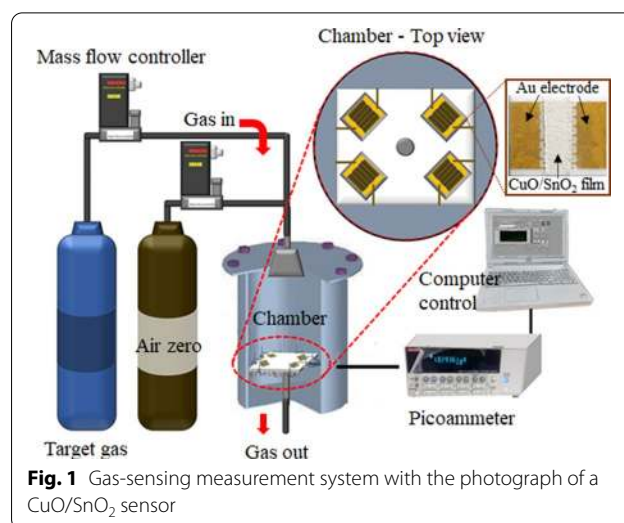 Chamber - Top view
Mass flow controller
Au electrode
Gas in
CuO/SnO₂ film
Computer
control
Chamber
Air zero
Picoammeter
Target gas
Gas out
Fig. 1 Gas-sensing measurement system with the photograph of a
CuO/SnO₂ sensor